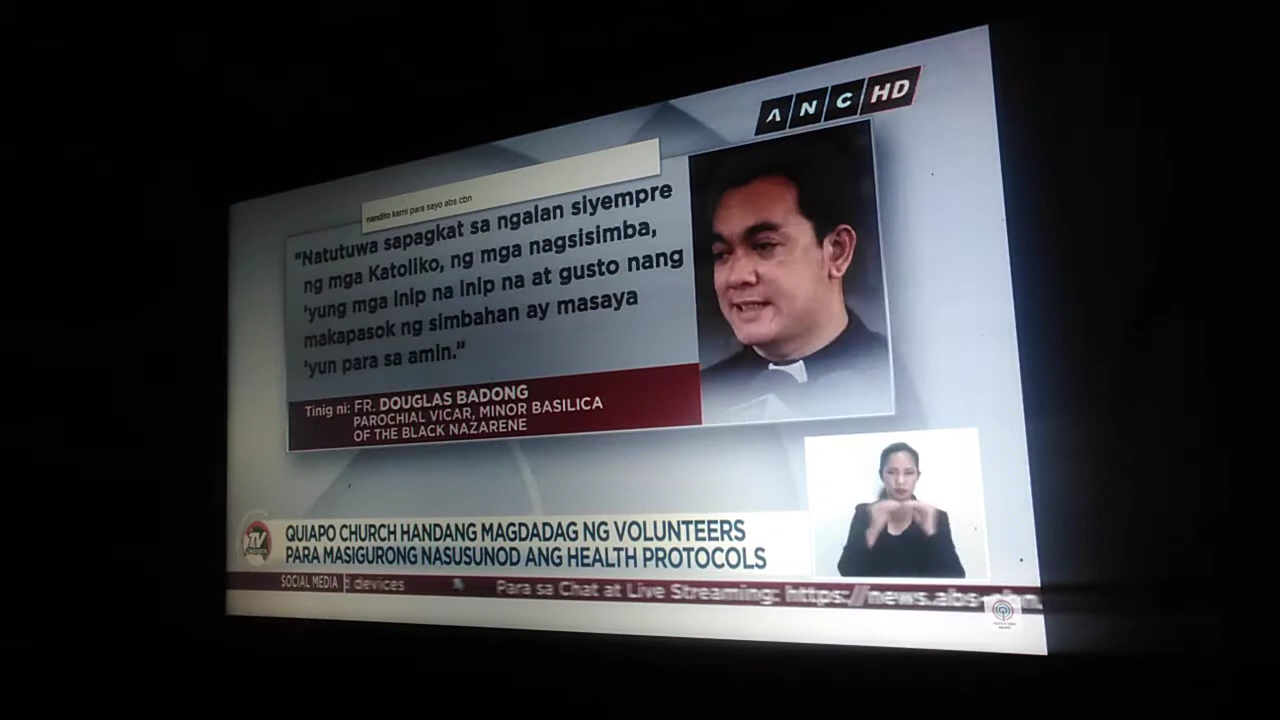 ANC HD
nandito kami para sayo abs cbn
"Natutuwa sapagkat sa ngalan siyempre
ng mga Katoliko, ng mga nagsisimba,
'yung mga inip na inip na at gusto nang
makapasok ng simbahan ay masaya
'yun para sa amin."
Tinig ni: FR. DOUGLAS BADONG
PAROCHIAL VICAR, MINOR BASILICA
OF THE BLACK NAZARENE
TV
QUIAPO CHURCH HANDANG MAGDADAG NG VOLUNTEERS
PARA MASIGURONG NASUSUNOD ANG HEALTH PROTOCOLS
SOCIAL MEDIA devices Para sa Chat at Live Streaming: https://news.abs-cbn